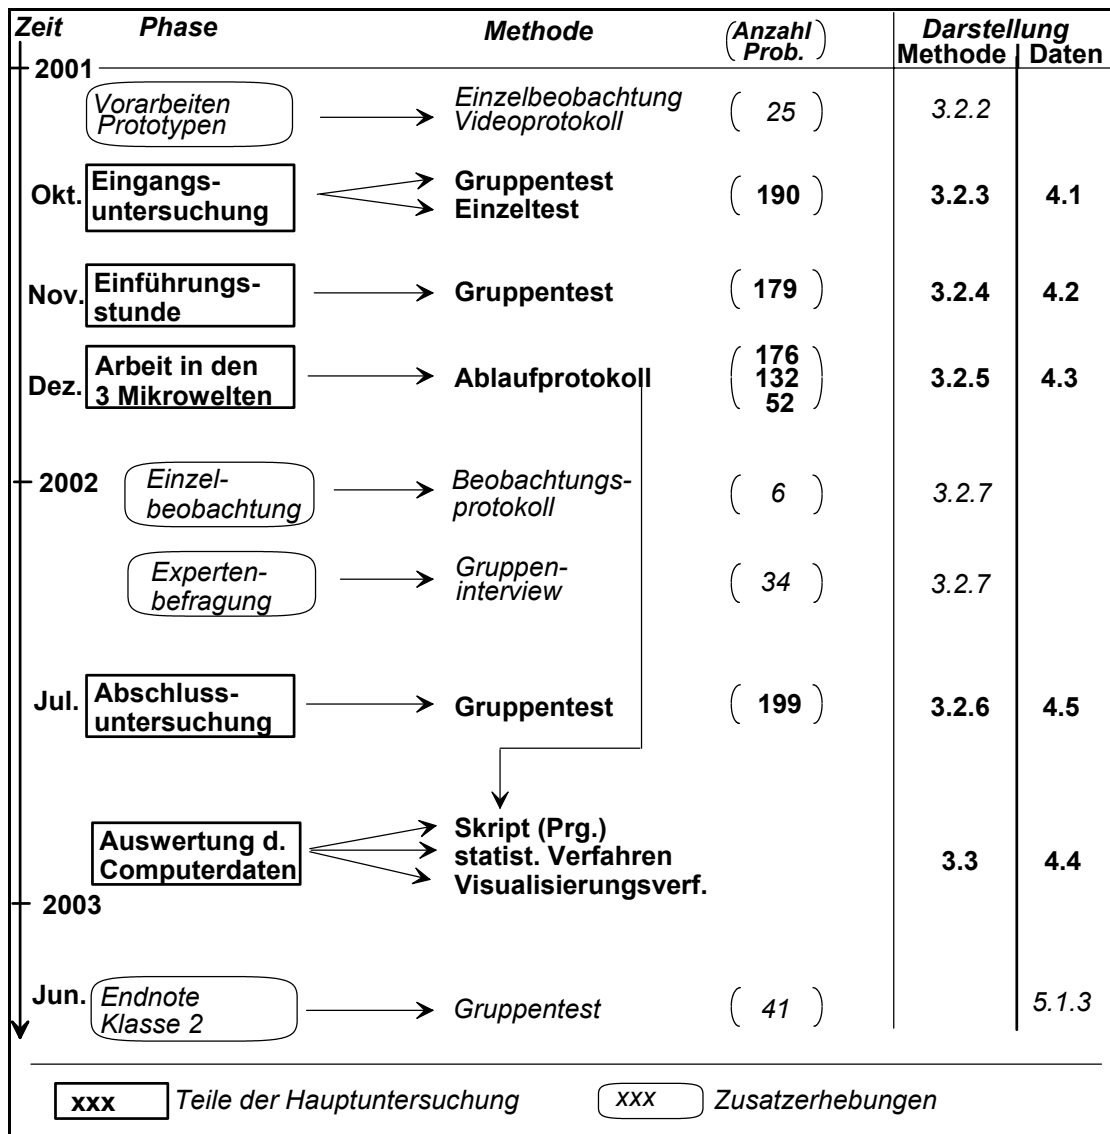 Zeit Phase Methode Anzahl Prob. Darstellung
Methode Daten
2001
Vorarbeiten Einzelbeobachtung
Prototypen Videoprotokoll 25 3.2.2
Okt. Eingangs- Gruppentest
untersuchung Einzeltest 190 3.2.3 4.1
Nov. Einführungs-
stunde Gruppentest 179 3.2.4 4.2
Dez. Arbeit in den 176
3 Mikrowelten Ablaufprotokoll 132 3.2.5 4.3
52
2002 Einzel- Beobachtungs-
beobachtung protokoll 6 3.2.7
Experten- Gruppen-
befragung interview 34 3.2.7
Jul. Abschluss-
untersuchung Gruppentest 199 3.2.6 4.5
Auswertung d. Skript (Prg.)
Computerdaten statist. Verfahren 3.3 4.4
Visualisierungsverf.
2003
Jun. Endnote
Klasse 2 Gruppentest 41 5.1.3
xxx Teile der Hauptuntersuchung xxx Zusatzerhebungen